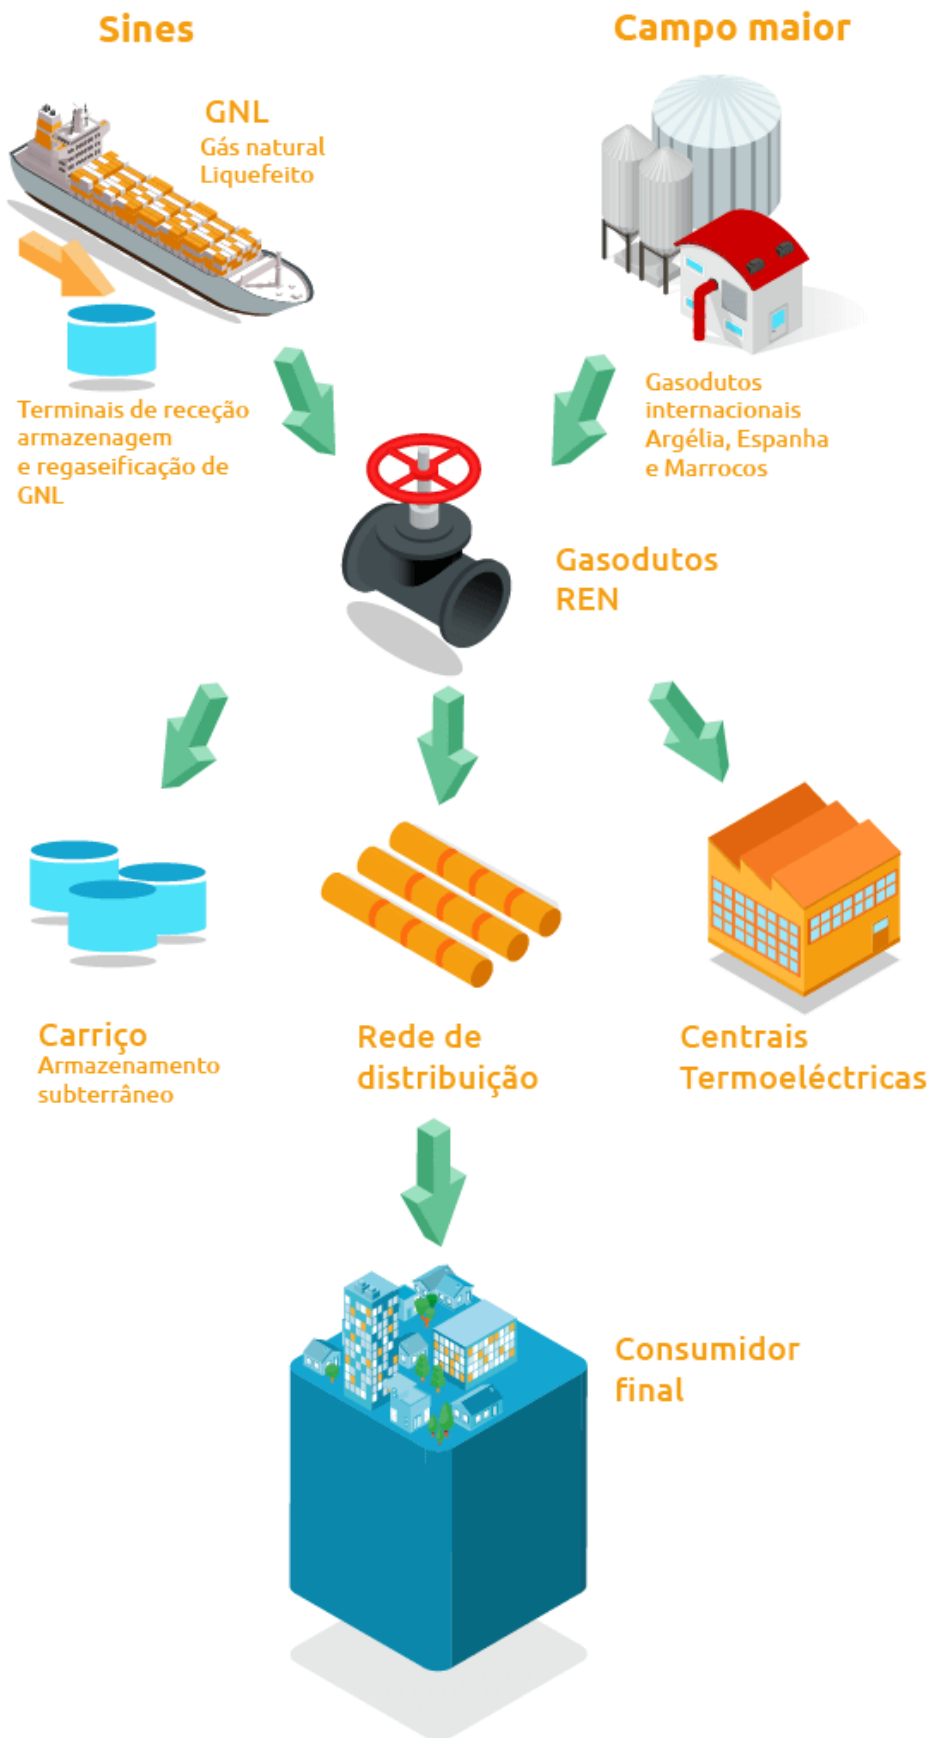 Sines
Campo maior
GNL
Gás natural
Liquefeito
Terminais de receção
armazenagem
e regaseificação de
GNL
Gasodutos
internacionais
Argélia, Espanha
e Marrocos
Gasodutos
REN
Carriço
Armazenamento
subterrâneo
Rede de
distribuição
Centrais
Termoeléctricas
Consumidor
final